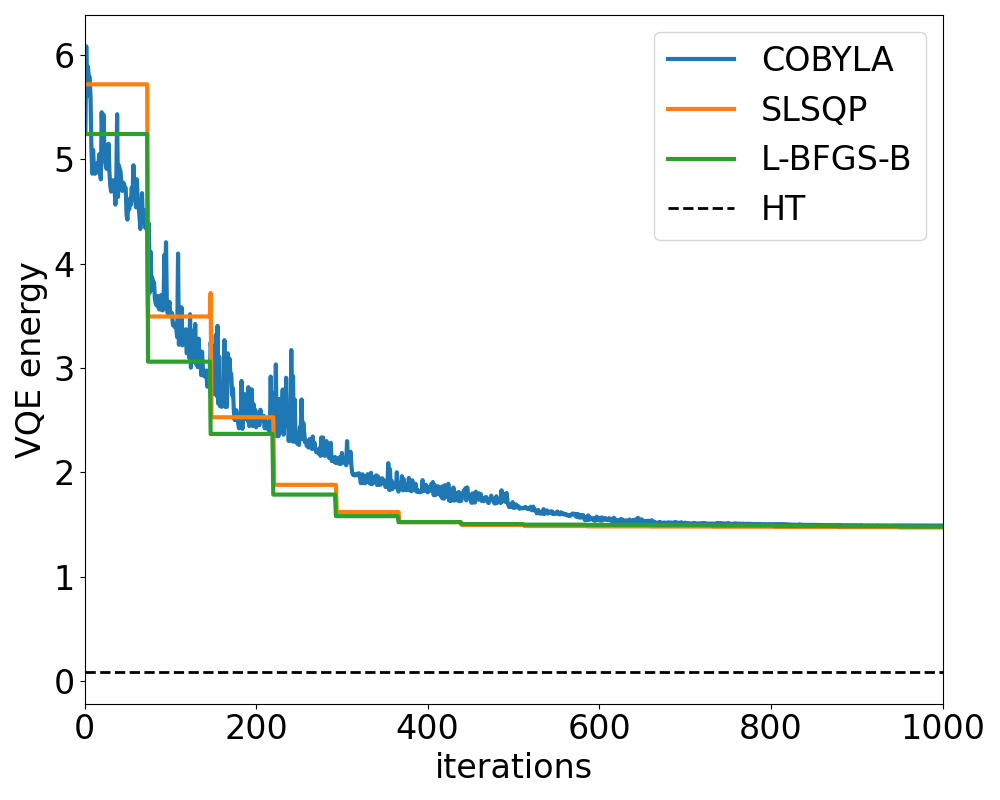 6
5
4
3
2
1
0
VQE energy
0
200
400
600
800
1000
iterations
COBYLA
SLSQP
L-BFGS-B
HT